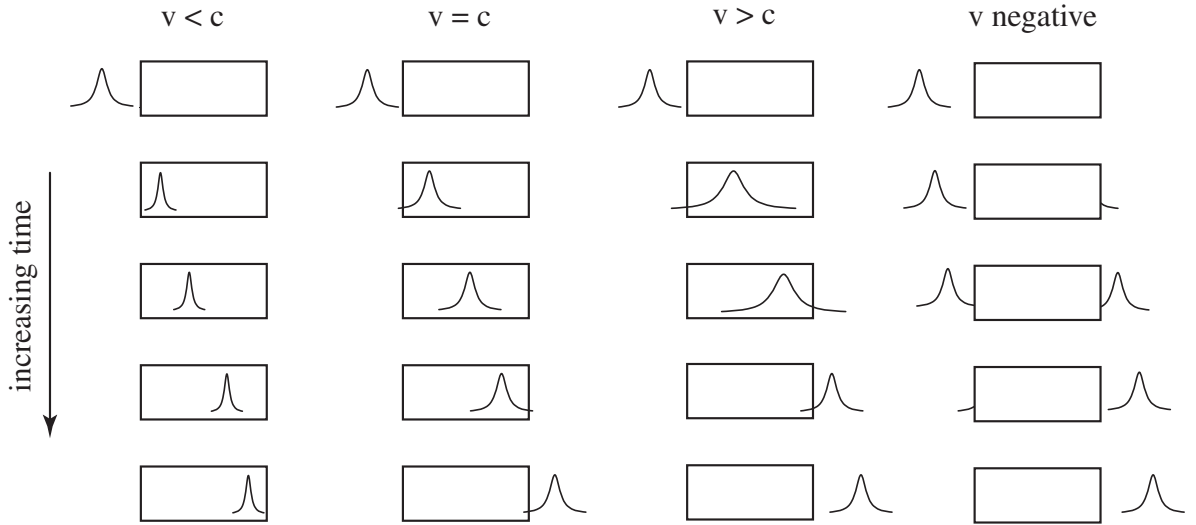 v < c
v = c
v > c
v negative
increasing time